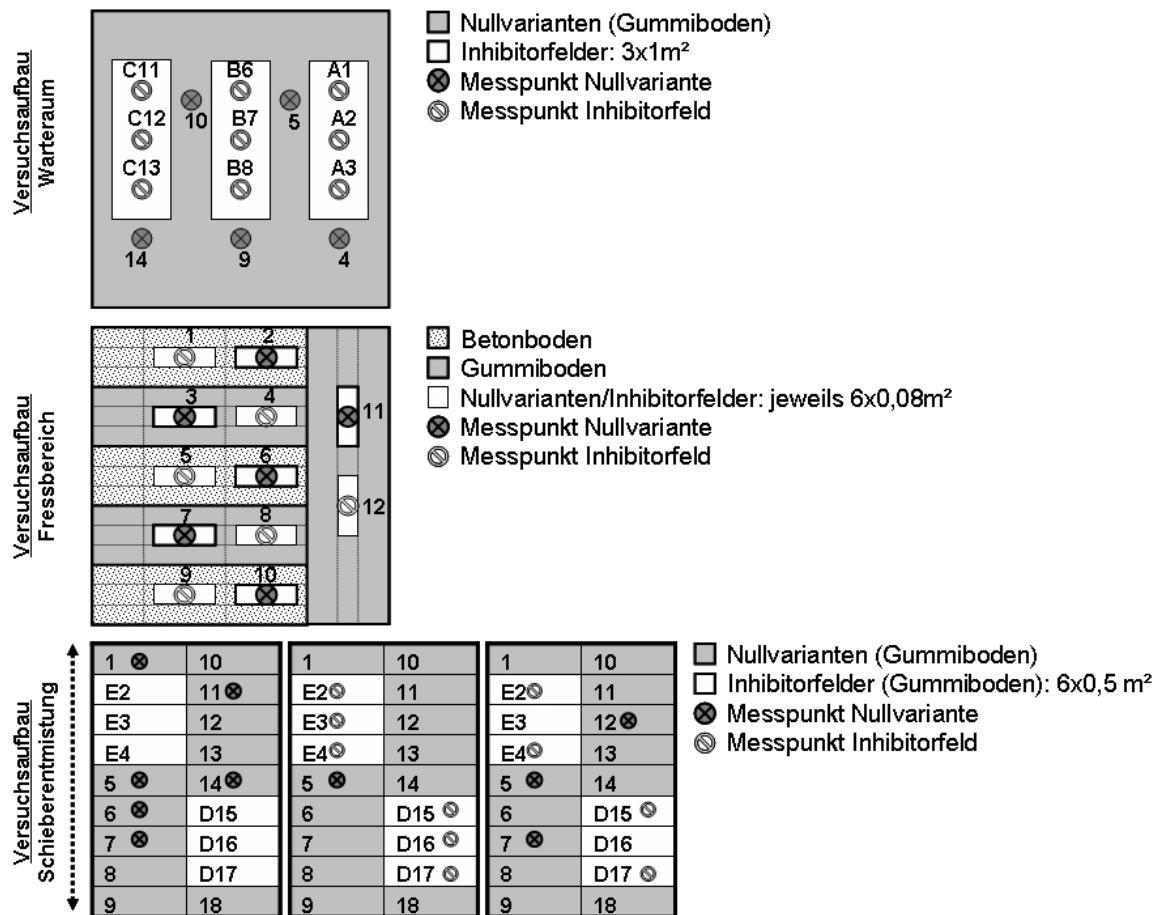 Versuchsaufbau
Warteraum
C11 B6 A1
10 5
C12 B7 A2
C13 B8 A3
14 9 4
Nullvarianten (Gummiboden)
Inhibitorfelder: 3x1m²
Messpunkt Nullvariante
Messpunkt Inhibitorfeld
Versuchsaufbau
Fressbereich
1 2
3 4
11
5 6
12
7 8
9 10
Betonboden
Gummiboden
Nullvarianten/Inhibitorfelder: jeweils 6x0,08m²
Messpunkt Nullvariante
Messpunkt Inhibitorfeld
Versuchsaufbau
Schieberentmistung
1 10 1 10 1 10
E2 11 E2 11 E2 11
E3 12 E3 12 E3 12
E4 13 E4 13 E4 13
5 14 5 14 5 14
6 D15 6 D15 6 D15
7 D16 7 D16 7 D16
8 D17 8 D17 8 D17
9 18 9 18 9 18
Nullvarianten (Gummiboden)
Inhibitorfelder (Gummiboden): 6x0,5 m²
Messpunkt Nullvariante
Messpunkt Inhibitorfeld